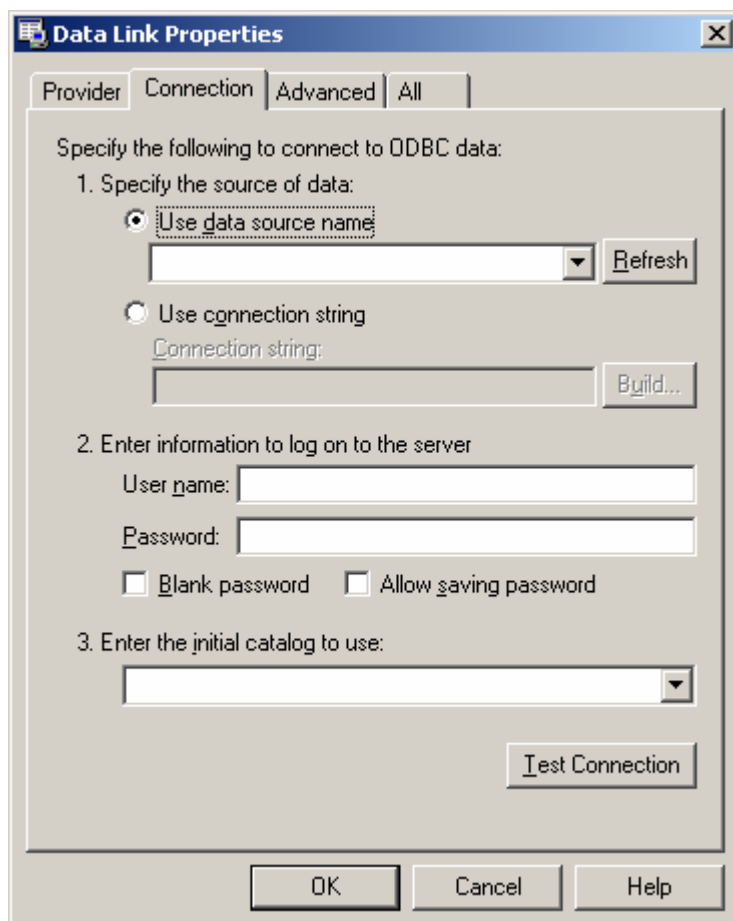 Data Link Properties
Provider Connection Advanced All
Specify the following to connect to ODBC data:
1. Specify the source of data:
Use data source name
Refresh
Use connection string
Connection string:
Build...
2. Enter information to log on to the server
User name:
Password:
Blank password Allow saving password
3. Enter the initial catalog to use:
Test Connection
OK Cancel Help